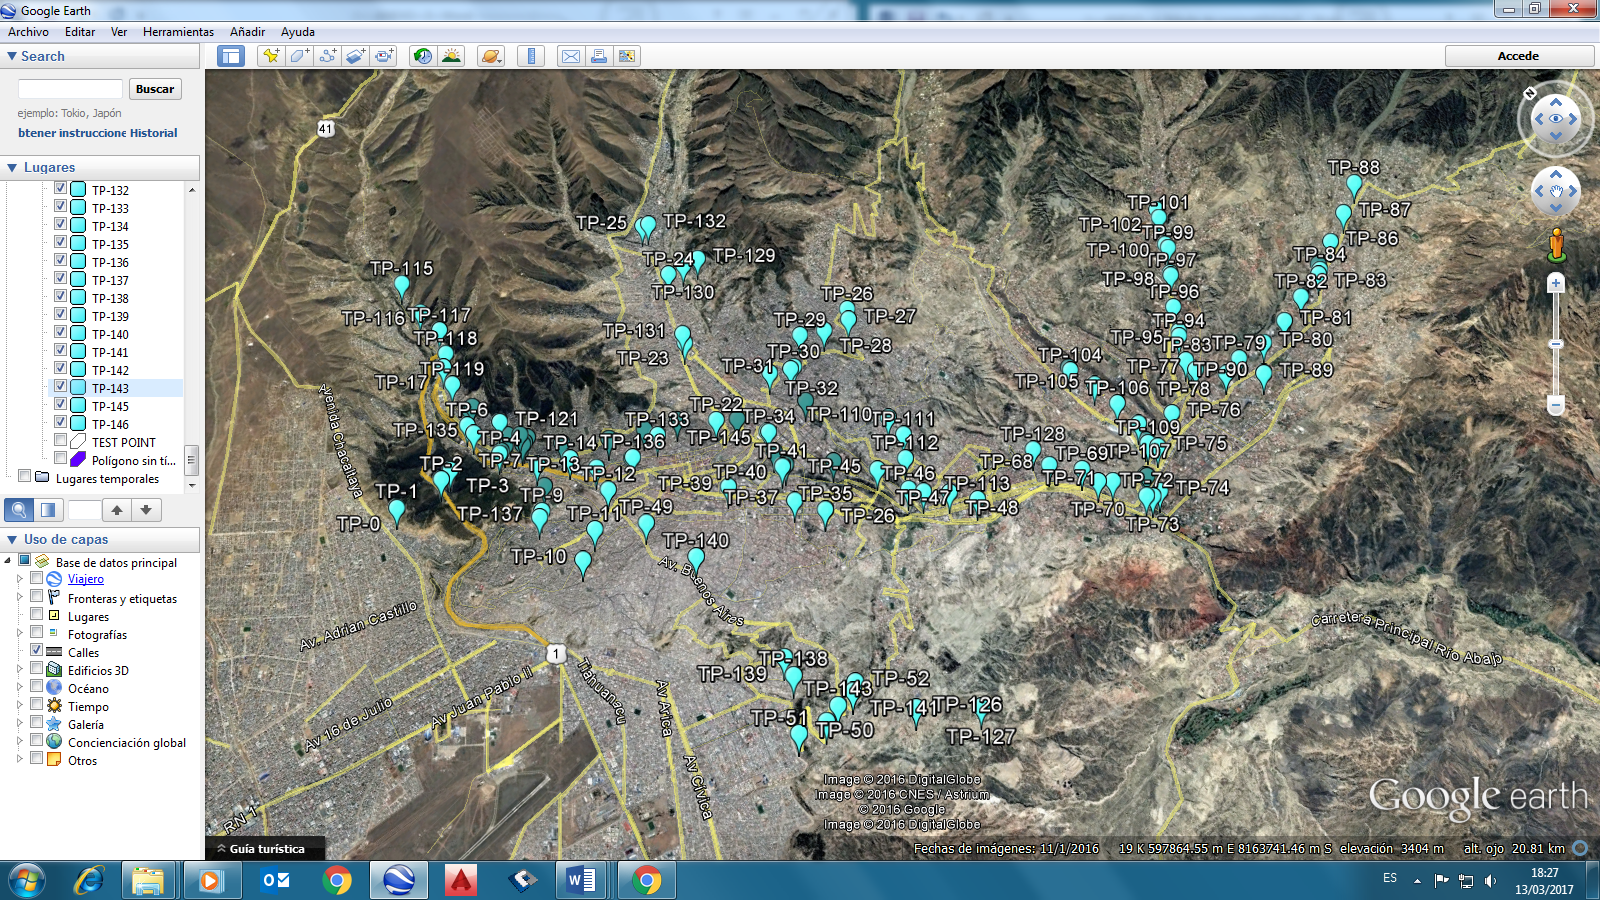 Google Earth
Archivo Editar Ver Herramientas Añadir Ayuda
Search
Buscar
ejemplo: Tokio, Japón
btener instruccione Historial
Lugares
TP-132
TP-133
TP-134
TP-135
TP-136
TP-137
TP-138
TP-139
TP-140
TP-141
TP-142
TP-143
TP-145
TP-146
TEST POINT
Polígono sin tí...
Lugares temporales
Uso de capas
Base de datos principal
Viajero
Fronteras y etiquetas
Lugares
Fotografías
Calles
Edificios 3D
Océano
Tiempo
Galería
Concienciación global
Otros
Accede
41
TP-88
TP-101
TP-87
TP-25
TP-132
TP-102
TP-99
TP-86
TP-24
TP-129
TP-100
TP-97
TP-84
TP-115
TP-130
TP-98
TP-82
TP-83
TP-26
TP-96
TP-116
TP-117
TP-29
TP-27
TP-94
TP-81
TP-118
TP-131
TP-95
TP-83
TP-79
TP-80
TP-23
TP-30
TP-28
TP-104
TP-77
TP-90
TP-89
TP-17
TP-119
TP-31
TP-32
TP-105
TP-106
TP-78
TP-6
TP-121
TP-133
TP-22
TP-34
TP-110
TP-111
TP-76
TP-135
TP-4
TP-14
TP-136
TP-145
TP-112
TP-128
TP-109
TP-75
TP-2
TP-7
TP-13
TP-12
TP-40
TP-41
TP-45
TP-46
TP-68
TP-69
TP-107
TP-1
TP-3
TP-9
TP-39
TP-37
TP-35
TP-47
TP-113
TP-71
TP-72
TP-74
TP-0
TP-137
TP-11
TP-49
TP-26
TP-48
TP-70
TP-73
TP-10
TP-140
Avenida Chacaltaya
Av. Buenos Aires
Av. Adrian Castillo
Carretera Principal Río Abajo
1
TP-139
TP-138
TP-52
Av Juan Pablo II
Tiahuanacu
Av Arica
TP-143
TP-141
TP-126
Av 16 de Julio
TP-51
TP-50
TP-127
Av Cívica
RN 1
Image © 2016 DigitalGlobe
Image © 2016 CNES / Astrium
© 2016 Google
Image © 2016 DigitalGlobe
Google earth
Guía turística
Fechas de imágenes: 11/1/2016 19 K 597864.55 m E 8163741.46 m S elevación 3404 m alt. ojo 20.81 km
ES
18:27
13/03/2017